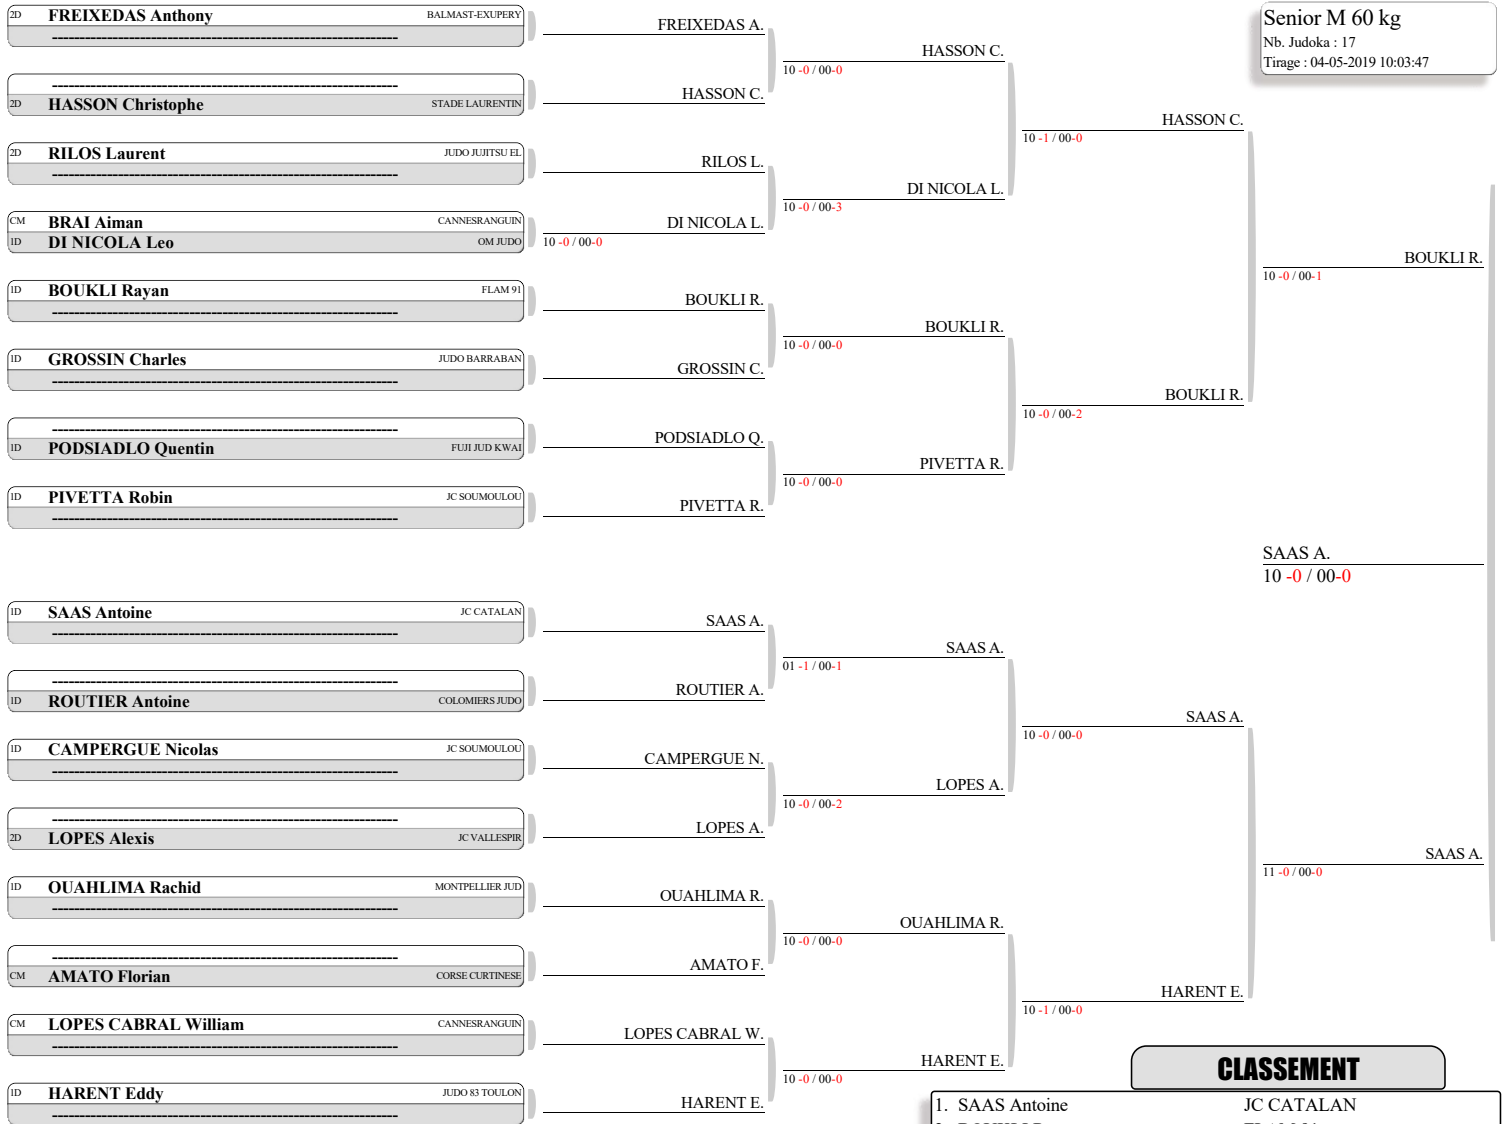 Senior M 60 kg
Nb. Judoka : 17
Tirage : 04-05-2019 10:03:47
2D FREIXEDAS Anthony BALMAST-EXUPERY
------------------------------------------------------------------------
------------------------------------------------------------------------
2D HASSON Christophe STADE LAURENTIN
2D RILOS Laurent JUDO JUJITSU EL
------------------------------------------------------------------------
CM BRAI Aiman CANNESRANGUIN
1D DI NICOLA Leo OM JUDO
1D BOUKLI Rayan FLAM 91
------------------------------------------------------------------------
1D GROSSIN Charles JUDO BARRABAN
------------------------------------------------------------------------
------------------------------------------------------------------------
1D PODSIADLO Quentin FUJI JUD KWAI
1D PIVETTA Robin JC SOUMOULOU
------------------------------------------------------------------------
1D SAAS Antoine JC CATALAN
------------------------------------------------------------------------
------------------------------------------------------------------------
1D ROUTIER Antoine COLOMIERS JUDO
1D CAMPERGUE Nicolas JC SOUMOULOU
------------------------------------------------------------------------
------------------------------------------------------------------------
2D LOPES Alexis JC VALLESPIR
1D OUAHLIMA Rachid MONTPELLIER JUD
------------------------------------------------------------------------
------------------------------------------------------------------------
CM AMATO Florian CORSE CURTINESE
CM LOPES CABRAL William CANNESRANGUIN
------------------------------------------------------------------------
1D HARENT Eddy JUDO 83 TOULON
------------------------------------------------------------------------
FREIXEDAS A.
HASSON C.
RILOS L.
DI NICOLA L.
10 -0 / 00-0
BOUKLI R.
GROSSIN C.
PODSIADLO Q.
PIVETTA R.
SAAS A.
ROUTIER A.
CAMPERGUE N.
LOPES A.
OUAHLIMA R.
AMATO F.
LOPES CABRAL W.
HARENT E.
HASSON C.
10 -0 / 00-0
DI NICOLA L.
10 -0 / 00-3
BOUKLI R.
10 -0 / 00-0
PIVETTA R.
10 -0 / 00-0
SAAS A.
01 -1 / 00-1
LOPES A.
10 -0 / 00-2
OUAHLIMA R.
10 -0 / 00-0
HARENT E.
10 -0 / 00-0
HASSON C.
10 -1 / 00-0
BOUKLI R.
10 -0 / 00-2
SAAS A.
10 -0 / 00-0
HARENT E.
10 -1 / 00-0
BOUKLI R.
10 -0 / 00-1
SAAS A.
10 -0 / 00-0
SAAS A.
11 -0 / 00-0
CLASSEMENT
1. SAAS Antoine JC CATALAN